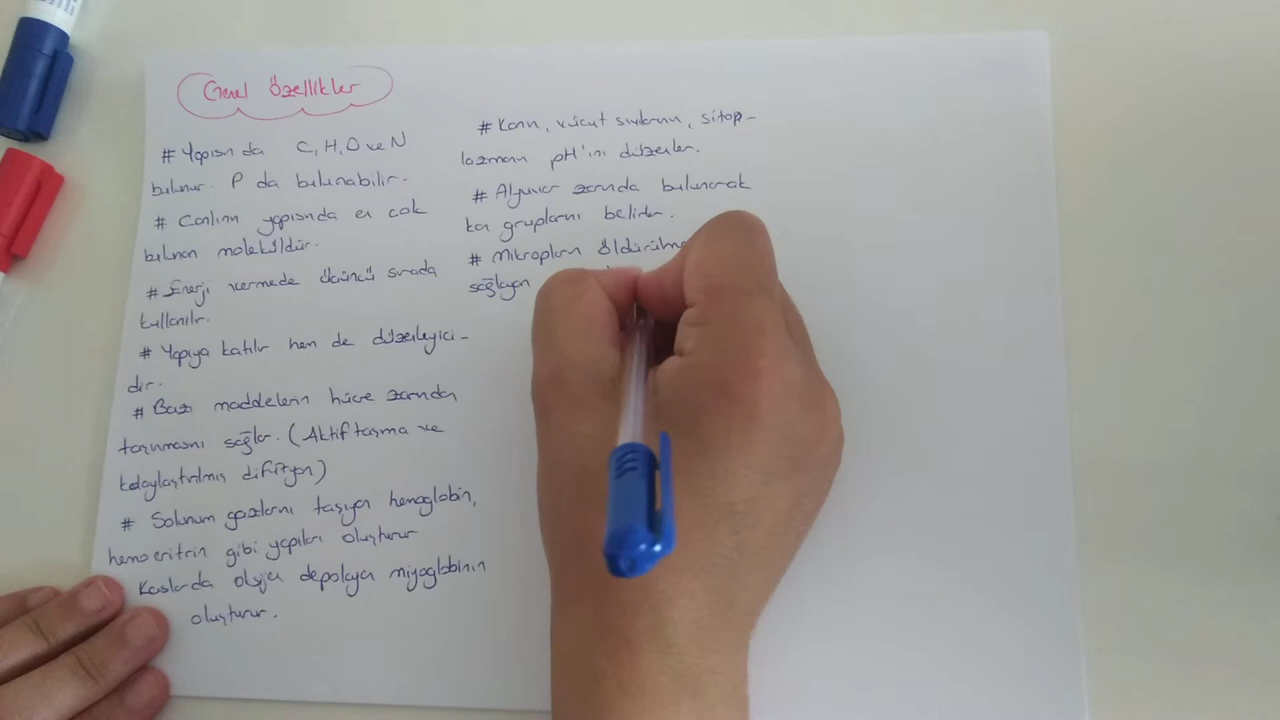 Genel Özellikler
# Yapısında C, H, O ve N
bulunur. P da bulunabilir.
# Canlının yapısında en çok
bulunan moleküldür.
# Enerji vermede üçüncü sırada
kullanılır.
# Yapıya katılır hem de düzenleyici-
dir.
# Bazı maddelerin hücre zarından
taşınmasını sağlar. (Aktif taşıma ve
kolaylaştırılmış difüzyon)
# Solunum gazlarını taşıyan hemoglobin,
hemoeritrin gibi yapıları oluşturur
Kaslarda oksijen depolayan miyoglobinin
oluşturur.
# Kanın, vücut sıvılarının, sitop-
lazmanın pH'ını düzenler.
# Alyuvar zarında bulunarak
kan gruplarını belirler.
# Mikropların öldürülme
sağlayan